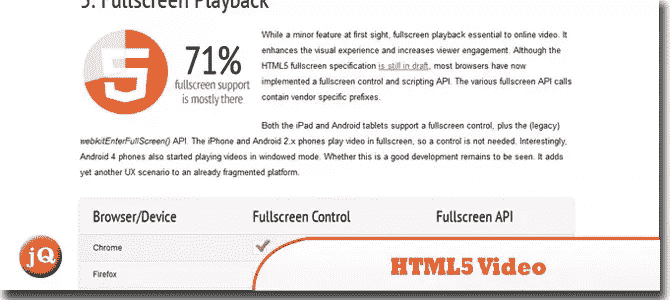 5. Fullscreen Playback
While a minor feature at first sight, fullscreen playback essential to online video. It
enhances the visual experience and increases viewer engagement. Although the
HTML5 fullscreen specification is still in draft, most browsers have now
implemented a fullscreen control and scripting API. The various fullscreen API calls
contain vendor specific prefixes.
5
71%
fullscreen support
is mostly there
Both the iPad and Android tablets support a fullscreen control, plus the (legacy)
webkitEnterFullScreen() API. The iPhone and Android 2.x phones play video in fullscreen, so a control is not needed. Interestingly,
Android 4 phones also started playing videos in windowed mode. Whether this is a good development remains to be seen. It adds
yet another UX scenario to an already fragmented platform.
Browser/Device Fullscreen Control Fullscreen API
Chrome
Firefox
jQ
HTML5 Video